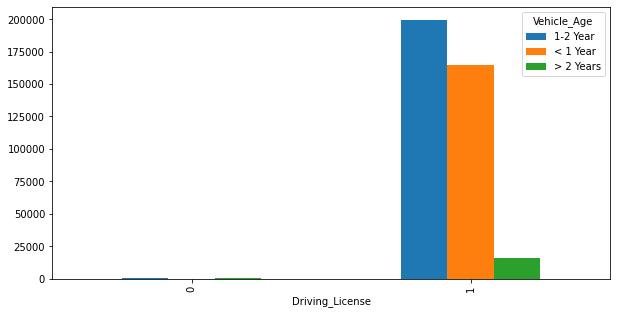 200000
175000
150000
125000
100000
75000
50000
25000
0
Vehicle_Age
1-2 Year
< 1 Year
> 2 Years
0
1
Driving_License